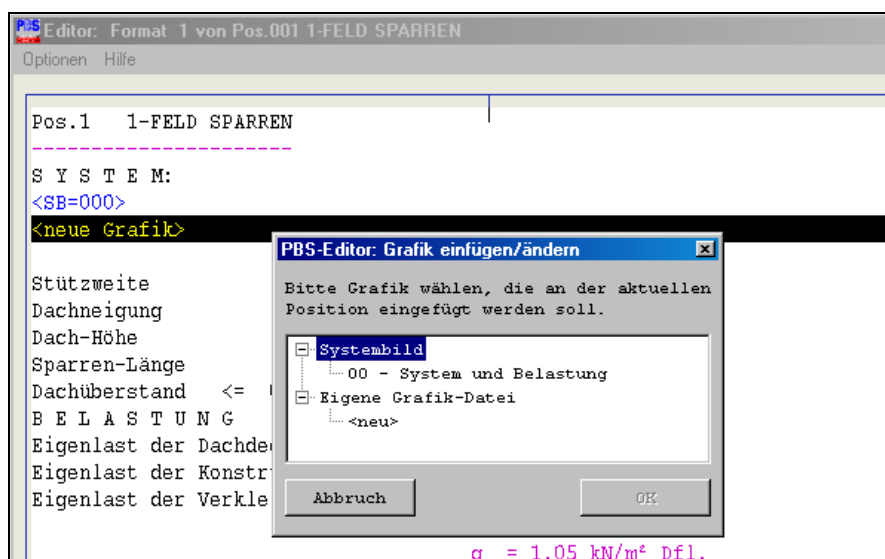 PBS Editor: Format 1 von Pos.001 1-FELD SPARREN
Optionen Hilfe
Pos.1 1-FELD SPARREN
----------------------
S Y S T E M:
<SB=000>
<neue Grafik>
PBS-Editor: Grafik einfügen/ändern
Bitte Grafik wählen, die an der aktuellen
Position eingefügt werden soll.
Systembild
00 - System und Belastung
Eigene Grafik-Datei
<neu>
Abbruch OK
Stützweite
Dachneigung
Dach-Höhe
Sparren-Länge
Dachüberstand <=
B E L A S T U N G
Eigenlast der Dachde
Eigenlast der Konstr
Eigenlast der Verkle
= 1.05 kN/m² Dfl.